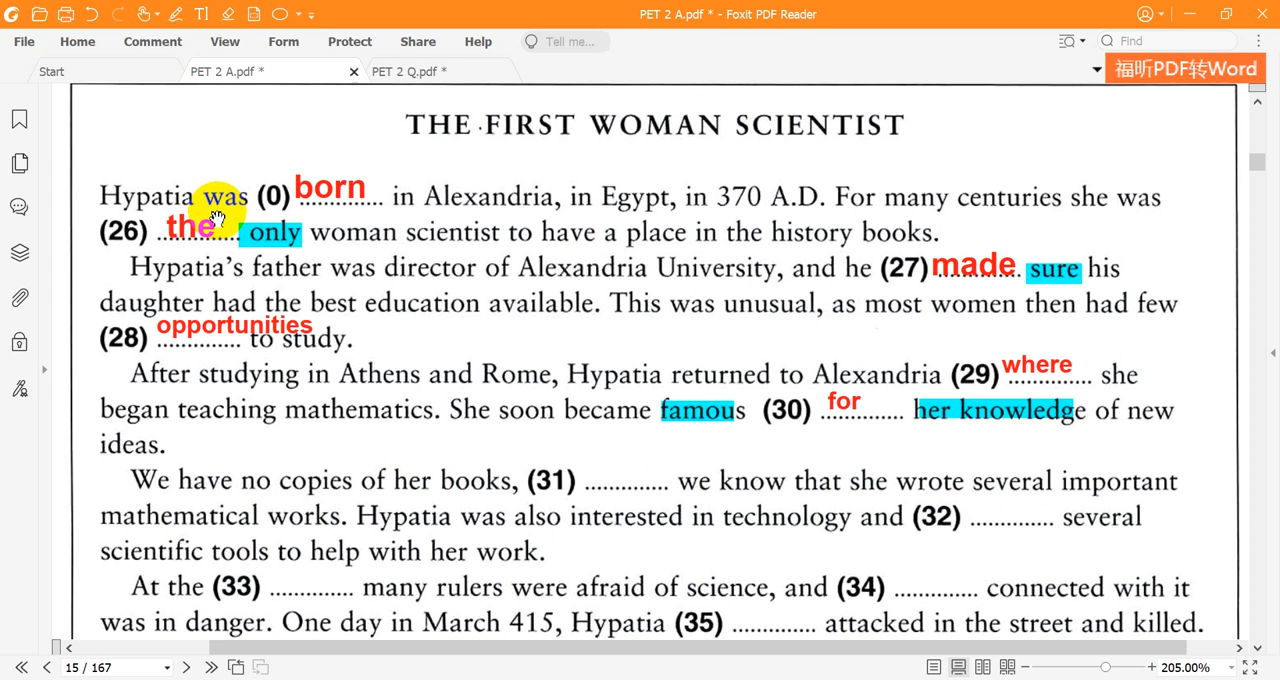 PET 2 A.pdf * - Foxit PDF Reader
File Home Comment View Form Protect Share Help Tell me... Find
Start PET 2 A.pdf * PET 2 Q.pdf * 福昕PDF转Word
THE FIRST WOMAN SCIENTIST
Hypatia was (0) born in Alexandria, in Egypt, in 370 A.D. For many centuries she was
(26) the only woman scientist to have a place in the history books.
Hypatia's father was director of Alexandria University, and he (27) made sure his
daughter had the best education available. This was unusual, as most women then had few
(28) opportunities to study.
After studying in Athens and Rome, Hypatia returned to Alexandria (29) where she
began teaching mathematics. She soon became famous (30) for her knowledge of new
ideas.
We have no copies of her books, (31) .............. we know that she wrote several important
mathematical works. Hypatia was also interested in technology and (32) .............. several
scientific tools to help with her work.
At the (33) .............. many rulers were afraid of science, and (34) .............. connected with it
was in danger. One day in March 415, Hypatia (35) .............. attacked in the street and killed.
15 / 167 205.00%